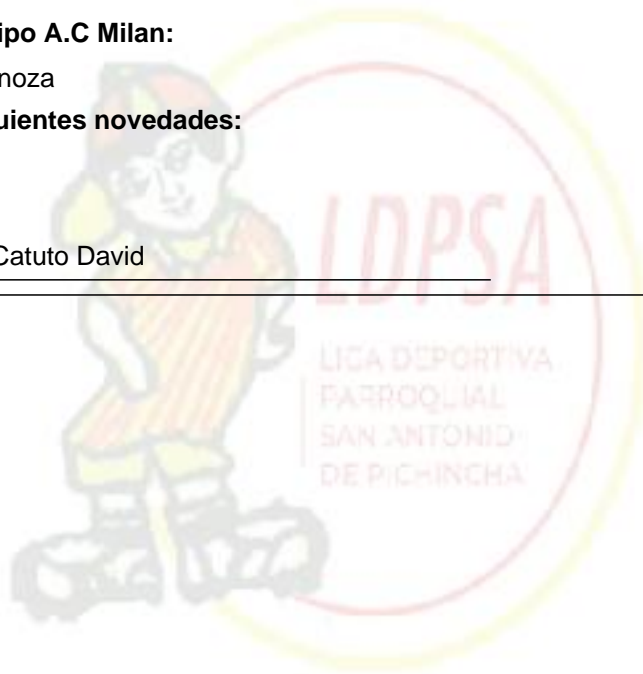 ipo A.C Milan:
noza
uientes novedades:
Catuto David
LDPSA
LIGA DEPORTIVA
PARROQUIAL
SAN ANTONIO
DE PICHINCHA